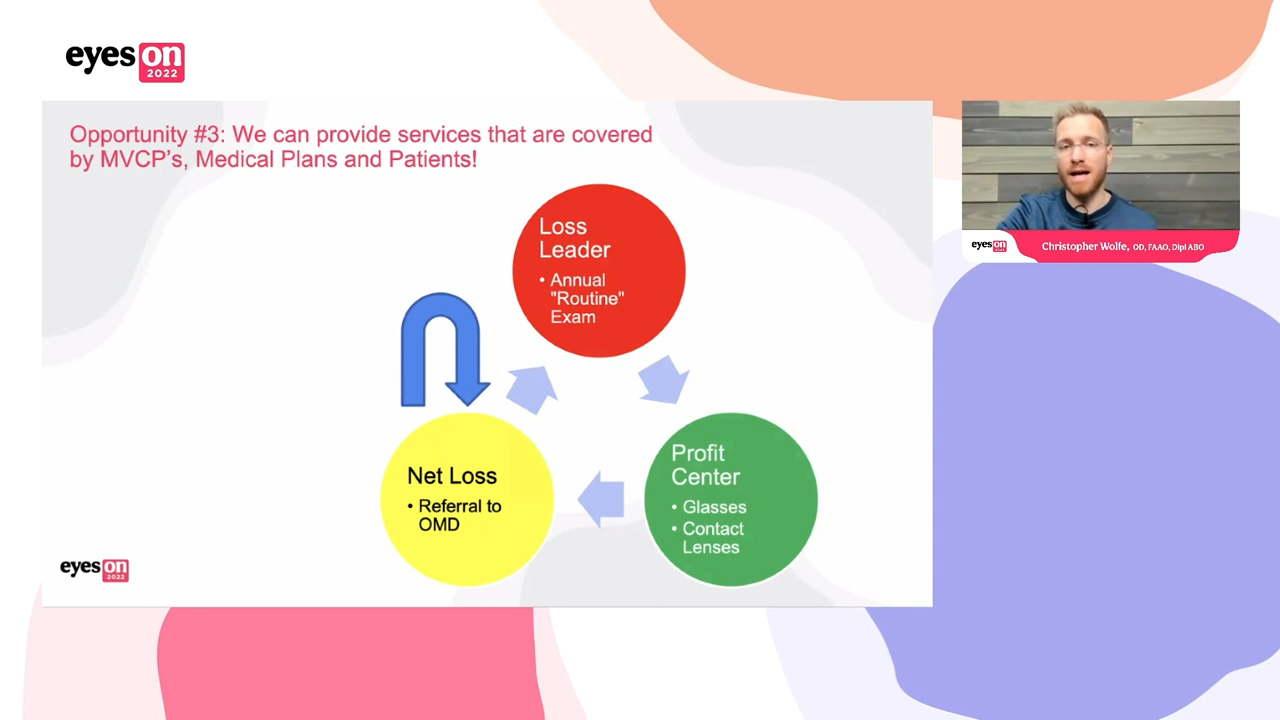 eyes on
2022
Opportunity #3: We can provide services that are covered
by MVCP's, Medical Plans and Patients!
Loss
Leader
• Annual
"Routine"
Exam
Net Loss
• Referral to
OMD
Profit
Center
• Glasses
• Contact
Lenses
eyes on
2022
eyes on
2022
Christopher Wolfe, OD, FAAO, Dipl ABO